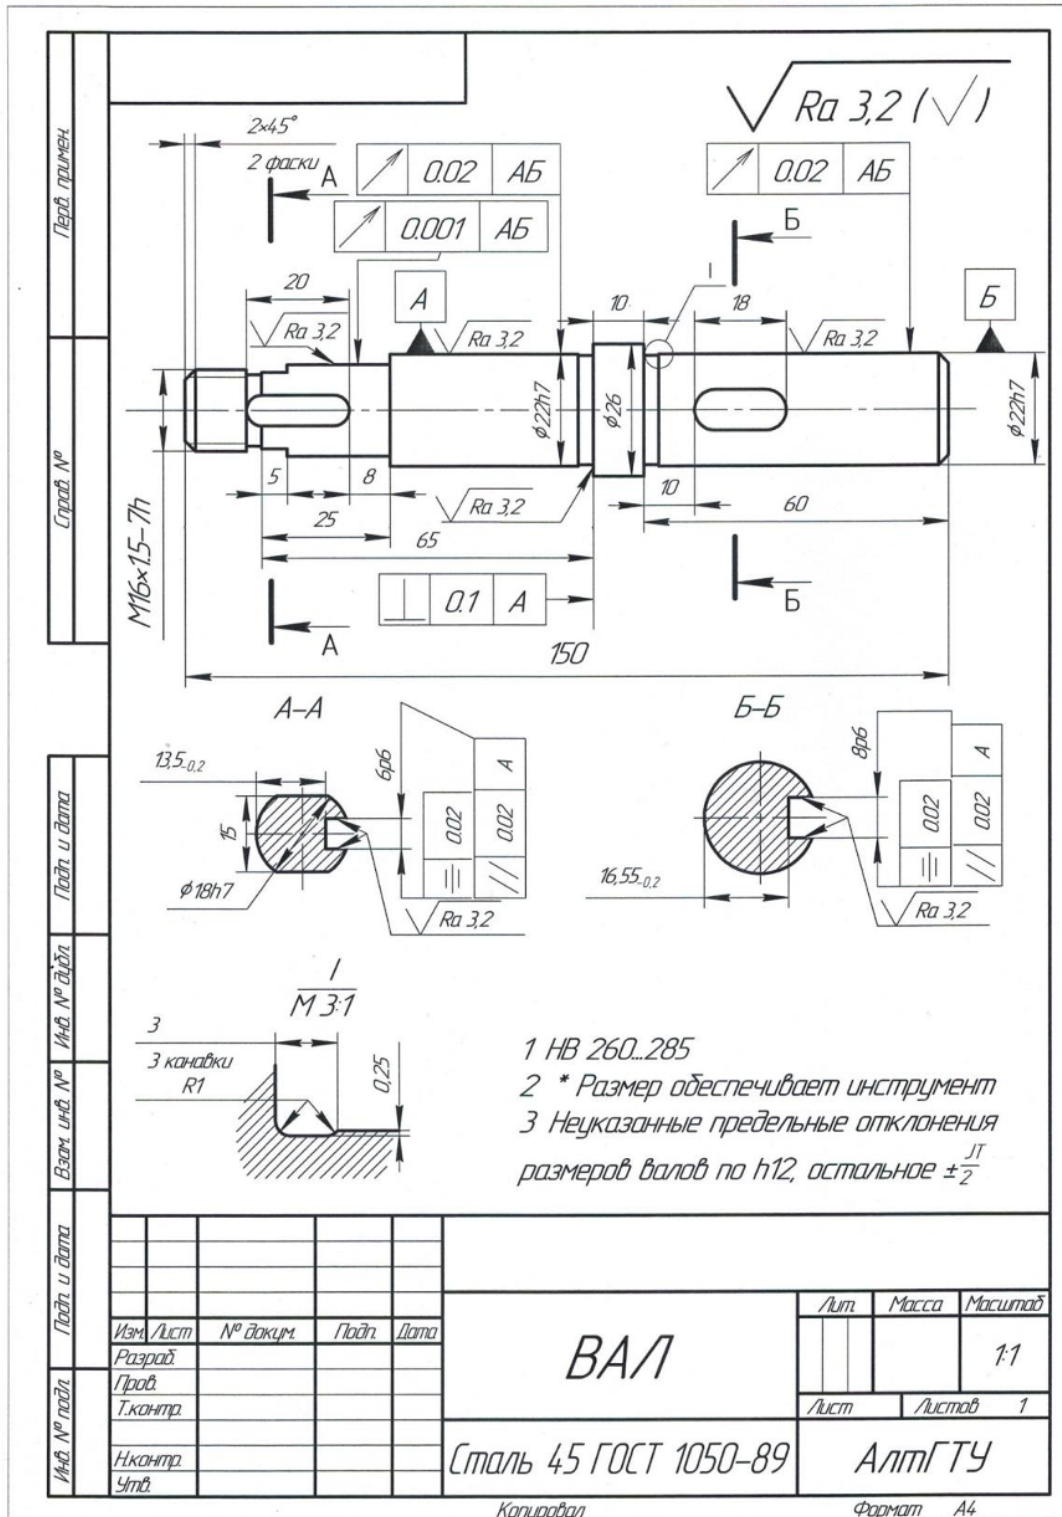 Ra 3,2 (√)
2×45°
2 фаски
А
0.02 АБ
0.001 АБ
0.02 АБ
Б
I
20
А
10
18
Б
Ra 3,2
Ra 3,2
Ra 3,2
ϕ22h7
ϕ26
ϕ22h7
5
8
Ra 3,2
10
60
25
65
М16×1.5–7h
0.1 А
А
Б
150
А–А
Б–Б
13,5-0,2
15
ϕ18h7
6p6
0.02
0.02 А
Ra 3,2
16,55-0,2
8p6
0.02
0.02 А
Ra 3,2
I
М 3:1
3
3 канавки
R1
0,25
1 НВ 260...285
2 * Размер обеспечивает инструмент
3 Неуказанные предельные отклонения
размеров валов по h12, остальное ±JT/2
Перв. примен.
Справ. №
Подп. и дата
Инв. № дубл.
Взам. инв. №
Подп. и дата
Инв. № подл.
Изм. Лист № докум. Подп. Дата
Разраб.
Пров.
Т.контр.
Н.контр.
Утв.
ВАЛ
Лит. Масса Масштаб
1:1
Лист Листов 1
Сталь 45 ГОСТ 1050–89
АлтГТУ
Копировал Формат А4